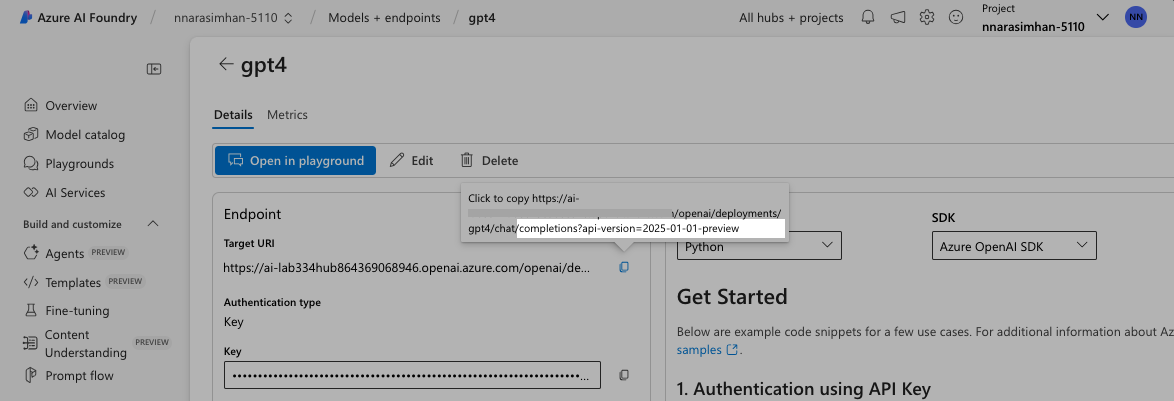 Azure AI Foundry / nnarasimhan-5110 / Models + endpoints / gpt4
All hubs + projects
Project
nnarasimhan-5110
NN
gpt4
Overview
Model catalog
Playgrounds
AI Services
Build and customize
Agents PREVIEW
Templates PREVIEW
Fine-tuning
Content
Understanding PREVIEW
Prompt flow
Details Metrics
Open in playground Edit Delete
Click to copy https://ai-
/openai/deployments/
gpt4/chat/completions?api-version=2025-01-01-preview
Endpoint
Target URI
https://ai-lab334hub864369068946.openai.azure.com/openai/de...
Authentication type
Key
Key
••••••••••••••••••••••••••••••••••••••••••••••••••••••••••••••••••••••...
Python
SDK
Azure OpenAI SDK
Get Started
Below are example code snippets for a few use cases. For additional information about Az
samples.
1. Authentication using API Key